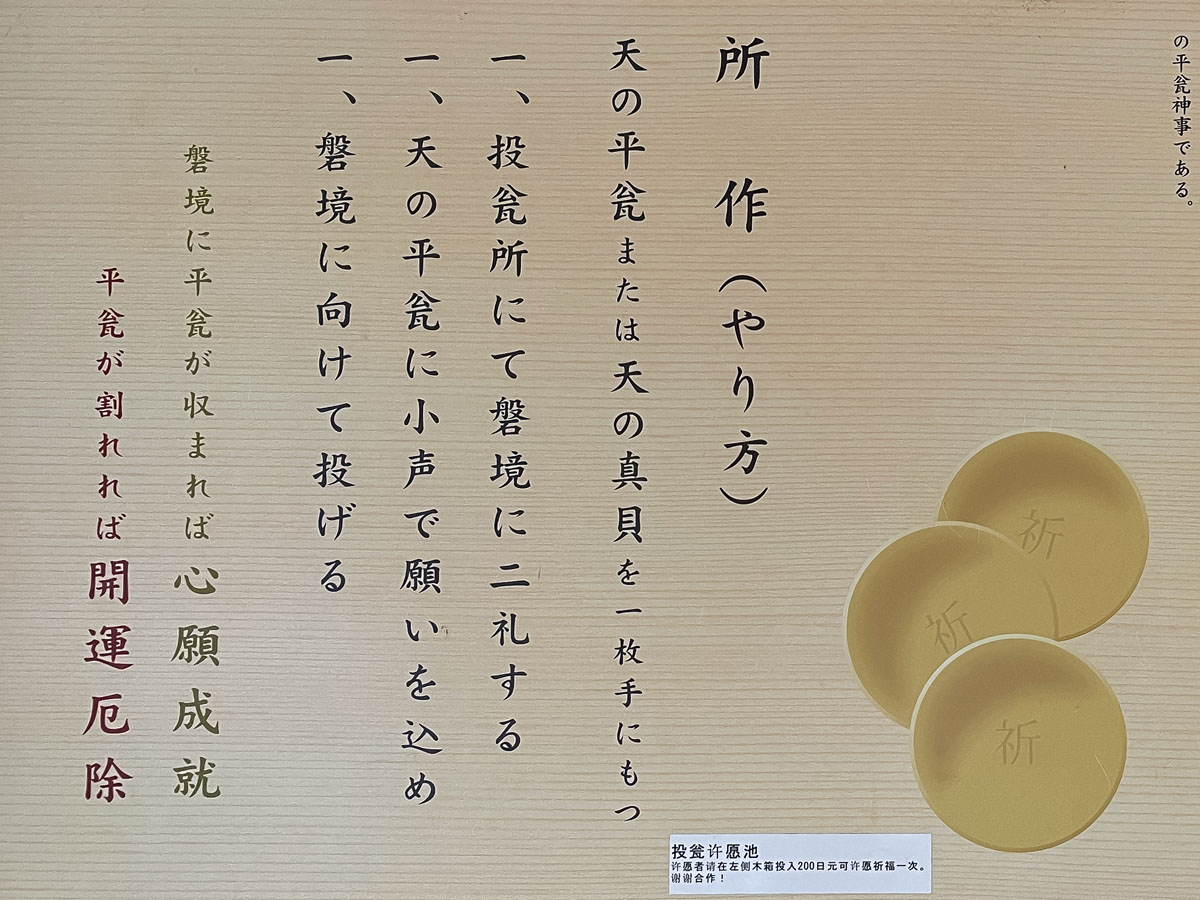 の平瓮神事である。
所 作（やり方）
天の平瓮または天の真貝を一枚手にもつ
一、投瓮所にて磐境に二礼する
一、天の平瓮に小声で願いを込め
一、磐境に向けて投げる
磐境に平瓮が収まれば 心願成就
平瓮が割れれば 開運厄除
祈
祈
祈
投瓮许愿池
许愿者请在左侧木箱投入200日元可许愿祈福一次。
谢谢合作！